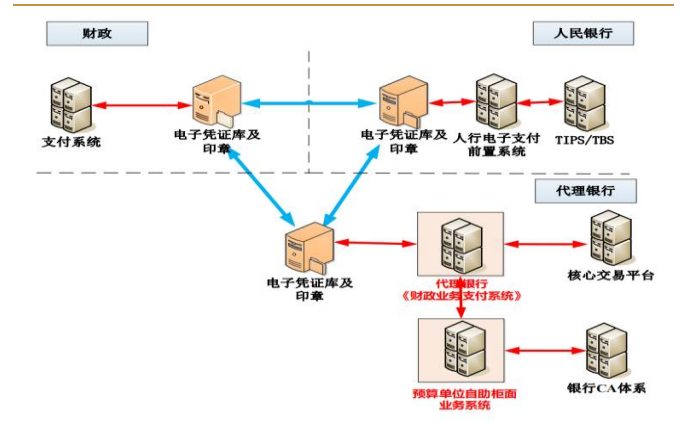 财政
人民银行
支付系统
电子凭证库及
印章
电子凭证库及
印章
人行电子支付
前置系统
TIPS/TBS
代理银行
电子凭证库及
印章
代理银行
《财政业务支付系统》
核心交易平台
预算单位自助柜面
业务系统
银行CA体系